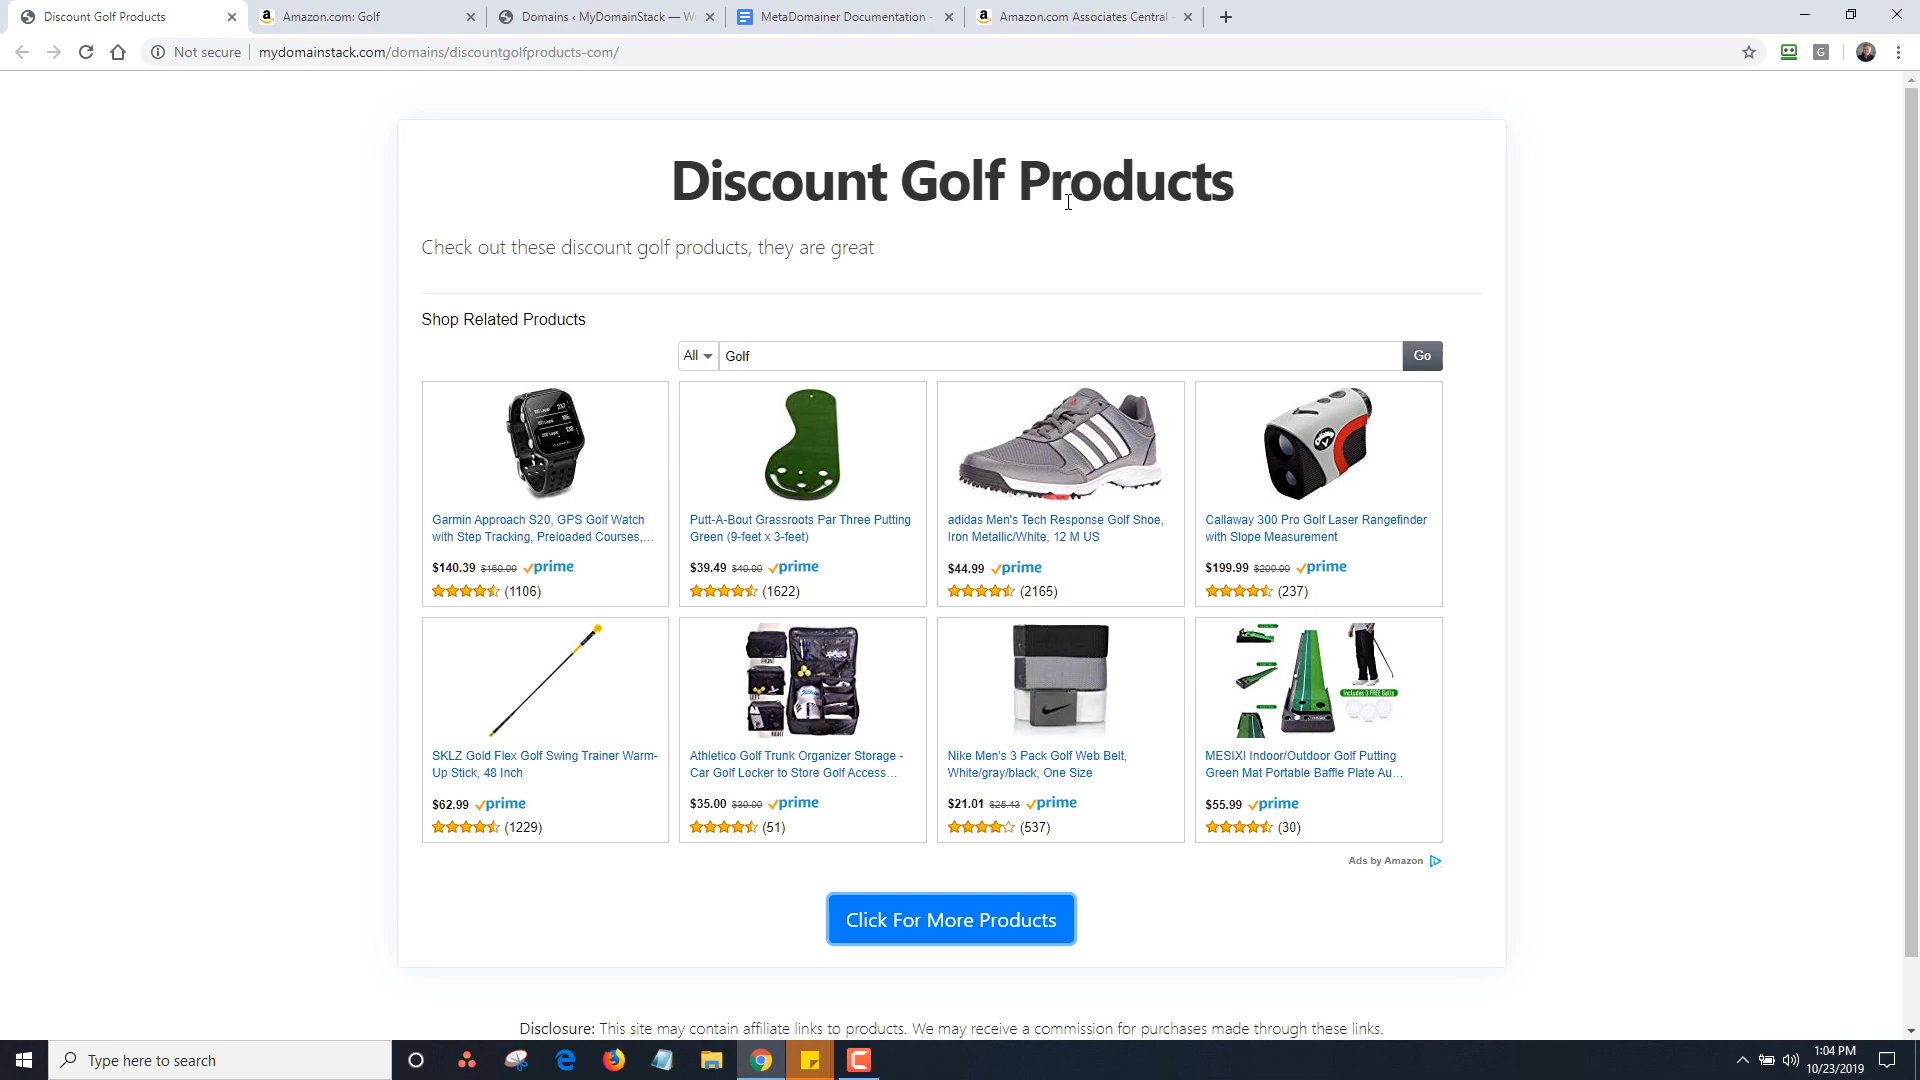 Discount Golf Products
Amazon.com: Golf
Domains ‹ MyDomainStack — W
MetaDomainer Documentation -
Amazon.com Associates Central
Not secure
mydomainstack.com/domains/discountgolfproducts-com/
G
Discount Golf Products
Check out these discount golf products, they are great
Shop Related Products
All
Golf
Go
Garmin Approach S20, GPS Golf Watch
with Step Tracking, Preloaded Courses,...
$140.39 $160.00 prime
(1106)
Putt-A-Bout Grassroots Par Three Putting
Green (9-feet x 3-feet)
$39.49 $40.00 prime
(1622)
adidas Men's Tech Response Golf Shoe,
Iron Metallic/White, 12 M US
$44.99 prime
(2165)
Callaway 300 Pro Golf Laser Rangefinder
with Slope Measurement
$199.99 $200.00 prime
(237)
FRONT
LEFT
RIGHT
Includes 3 FREE Balls
SKLZ Gold Flex Golf Swing Trainer Warm-
Up Stick, 48 Inch
$62.99 prime
(1229)
Athletico Golf Trunk Organizer Storage -
Car Golf Locker to Store Golf Access...
$35.00 $39.99 prime
(51)
Nike Men's 3 Pack Golf Web Belt,
White/gray/black, One Size
$21.01 $25.43 prime
(537)
MESIXI Indoor/Outdoor Golf Putting
Green Mat Portable Baffle Plate Au...
$55.99 prime
(30)
Ads by Amazon
Click For More Products
Disclosure: This site may contain affiliate links to products. We may receive a commission for purchases made through these links.
Type here to search
1:04 PM
10/23/2019